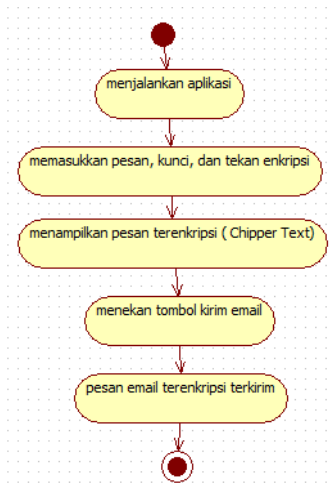 menjalankan aplikasi
memasukkan pesan, kunci, dan tekan enkripsi
menampilkan pesan terenkripsi ( Chipper Text)
menekan tombol kirim email
pesan email terenkripsi terkirim